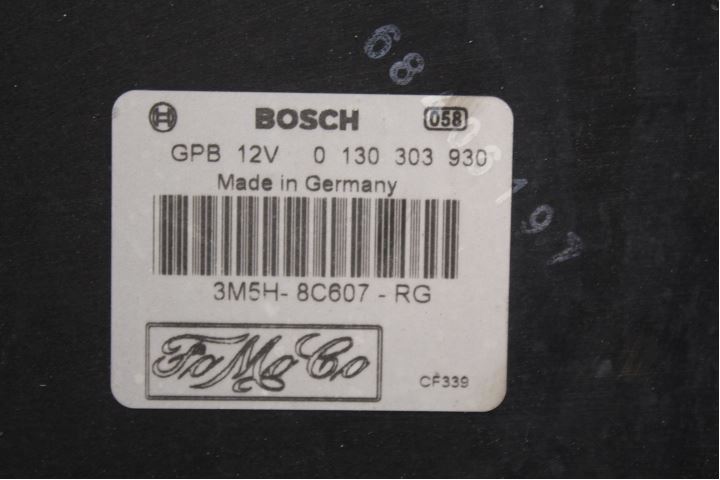 BOSCH 058
GPB 12V 0 130 303 930
Made in Germany
3M5H- 8C607 - RG
FoMoCo
CF339